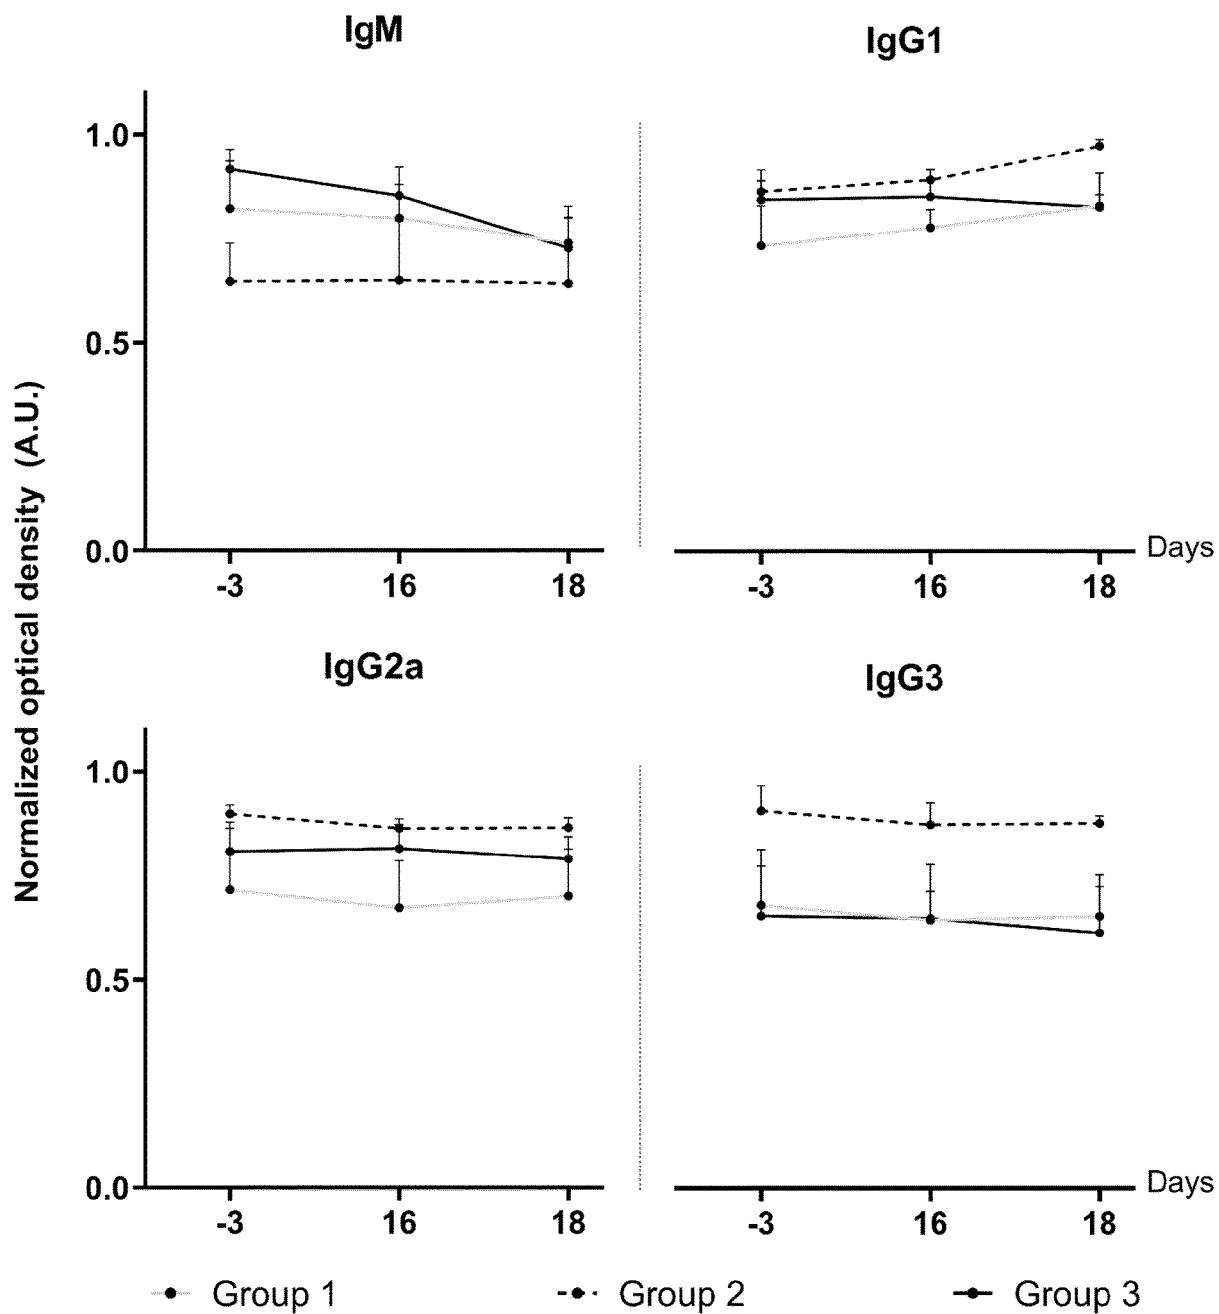 IgM
IgG1
Normalized optical density (A.U.)
1.0
0.5
0.0
-3 16 18
-3 16 18
Days
IgG2a
IgG3
1.0
0.5
0.0
-3 16 18
-3 16 18
Days
Group 1 Group 2 Group 3